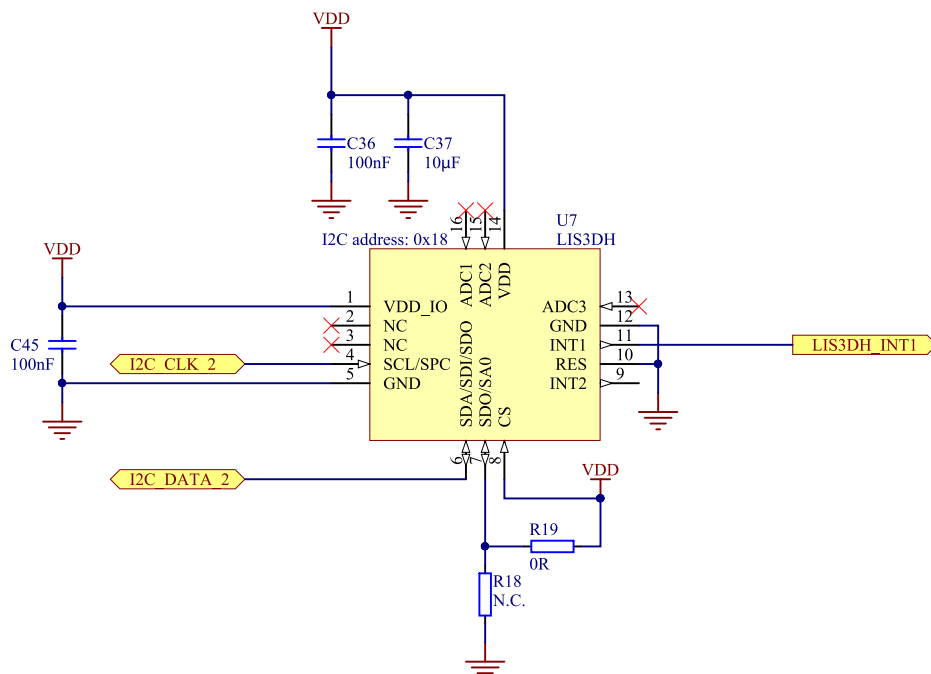 VDD
C36
100nF
C37
10µF
16
15
14
U7
LIS3DH
I2C address: 0x18
VDD
ADC1
ADC2
VDD
1
VDD_IO
2
NC
3
NC
4
SCL/SPC
5
GND
ADC3
13
GND
12
INT1
11
RES
10
INT2
9
LIS3DH_INT1
C45
100nF
I2C_CLK_2
SDA/SDI/SDO
SDO/SA0
CS
6
7
8
I2C_DATA_2
VDD
R19
0R
R18
N.C.